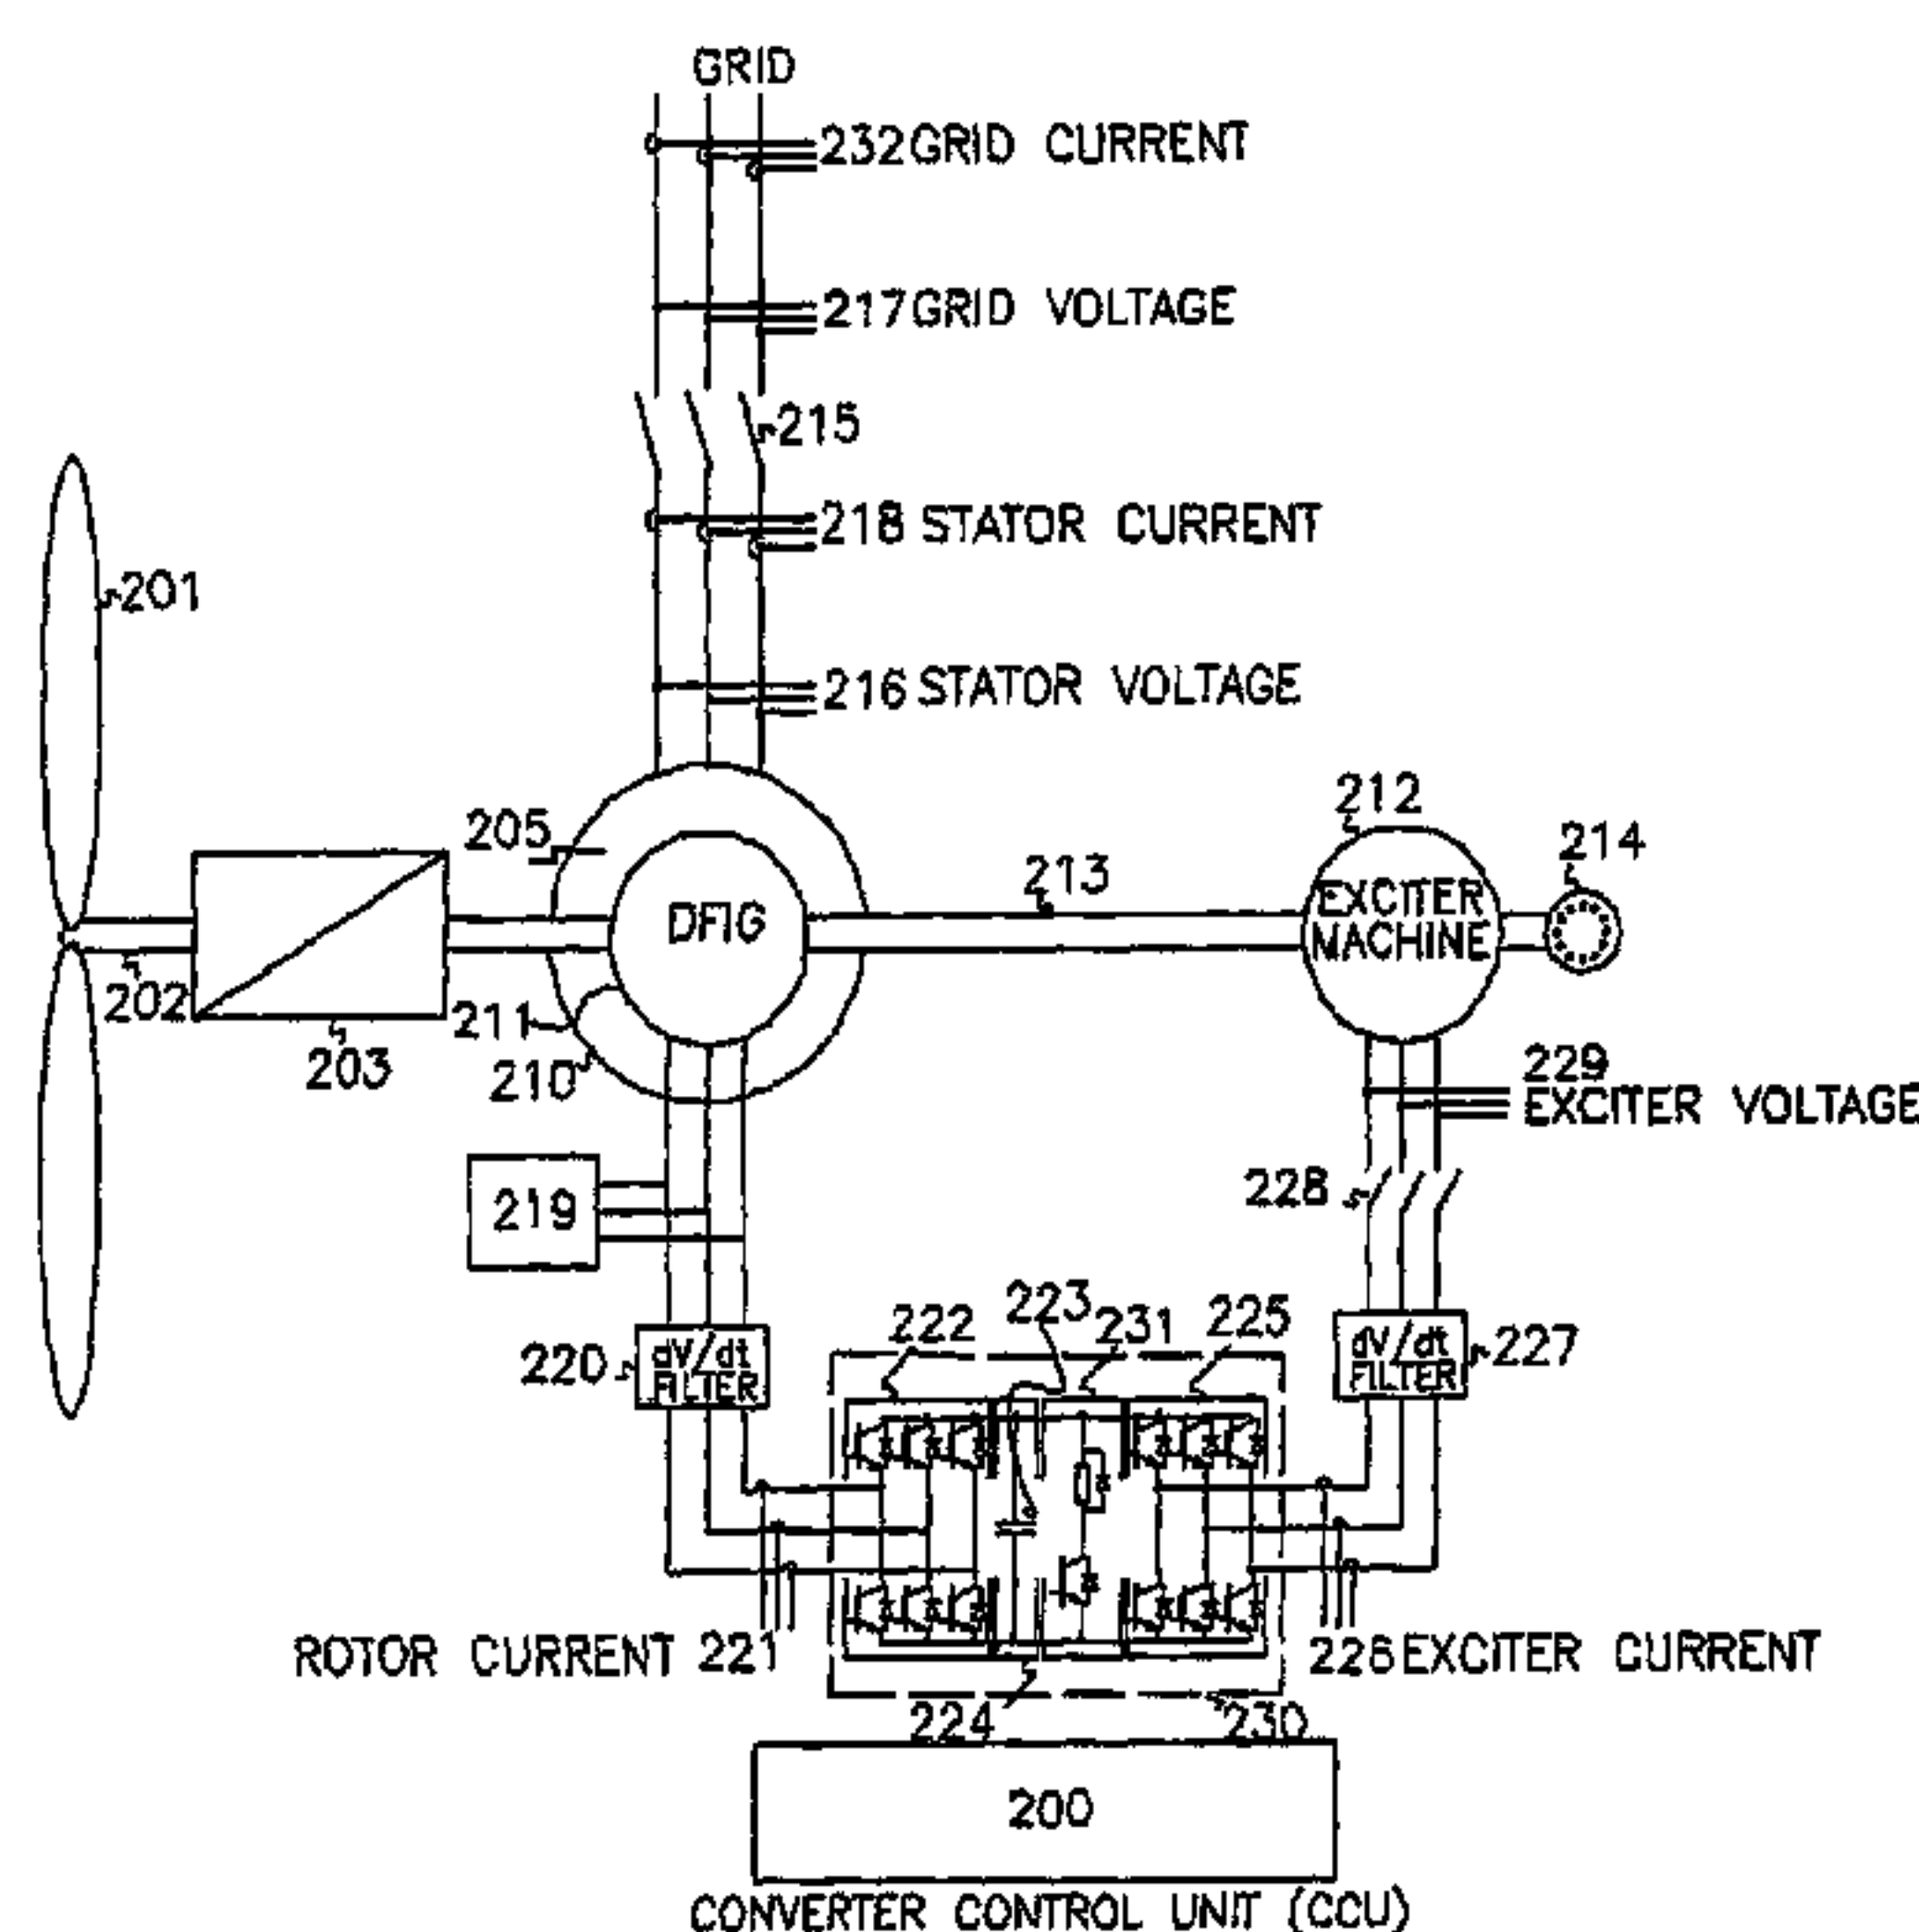 GRID
232 GRID CURRENT
217 GRID VOLTAGE
215
218 STATOR CURRENT
201
216 STATOR VOLTAGE
212
205
213
214
DFIG
EXCITER
MACHINE
202
211
203
210
229
EXCITER VOLTAGE
219
228
220
dV/dt
FILTER
222
223
231
225
dV/dt
FILTER
227
ROTOR CURRENT 221
226 EXCITER CURRENT
224
230
200
CONVERTER CONTROL UNIT (CCU)